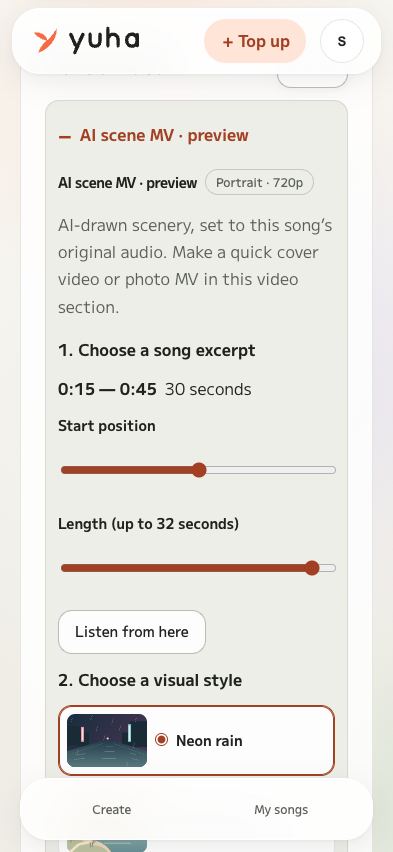 yuha
+ Top up
S
– AI scene MV · preview
AI scene MV · preview Portrait · 720p
AI-drawn scenery, set to this song's
original audio. Make a quick cover
video or photo MV in this video
section.
1. Choose a song excerpt
0:15 — 0:45 30 seconds
Start position
Length (up to 32 seconds)
Listen from here
2. Choose a visual style
Neon rain
Create
My songs